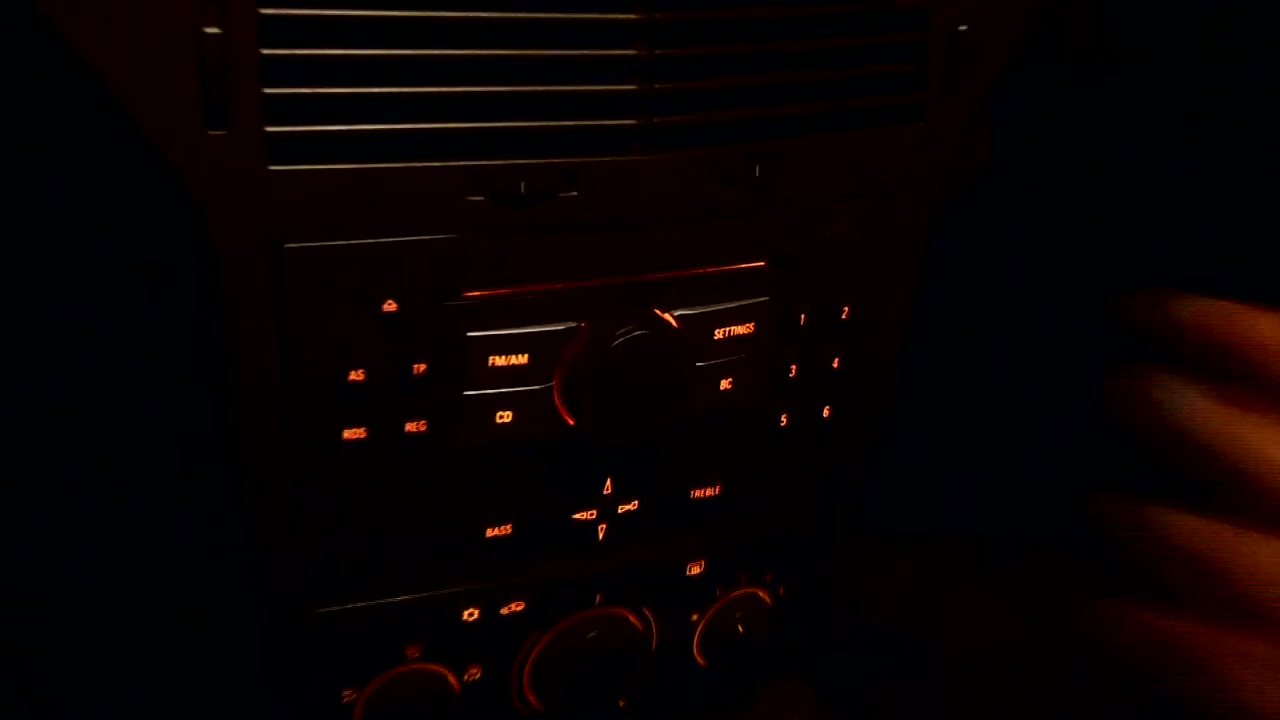 SETTINGS 1 2
FM/AM
AS TP BC 3 4
CD
RDS REG 5 6
TREBLE
BASS